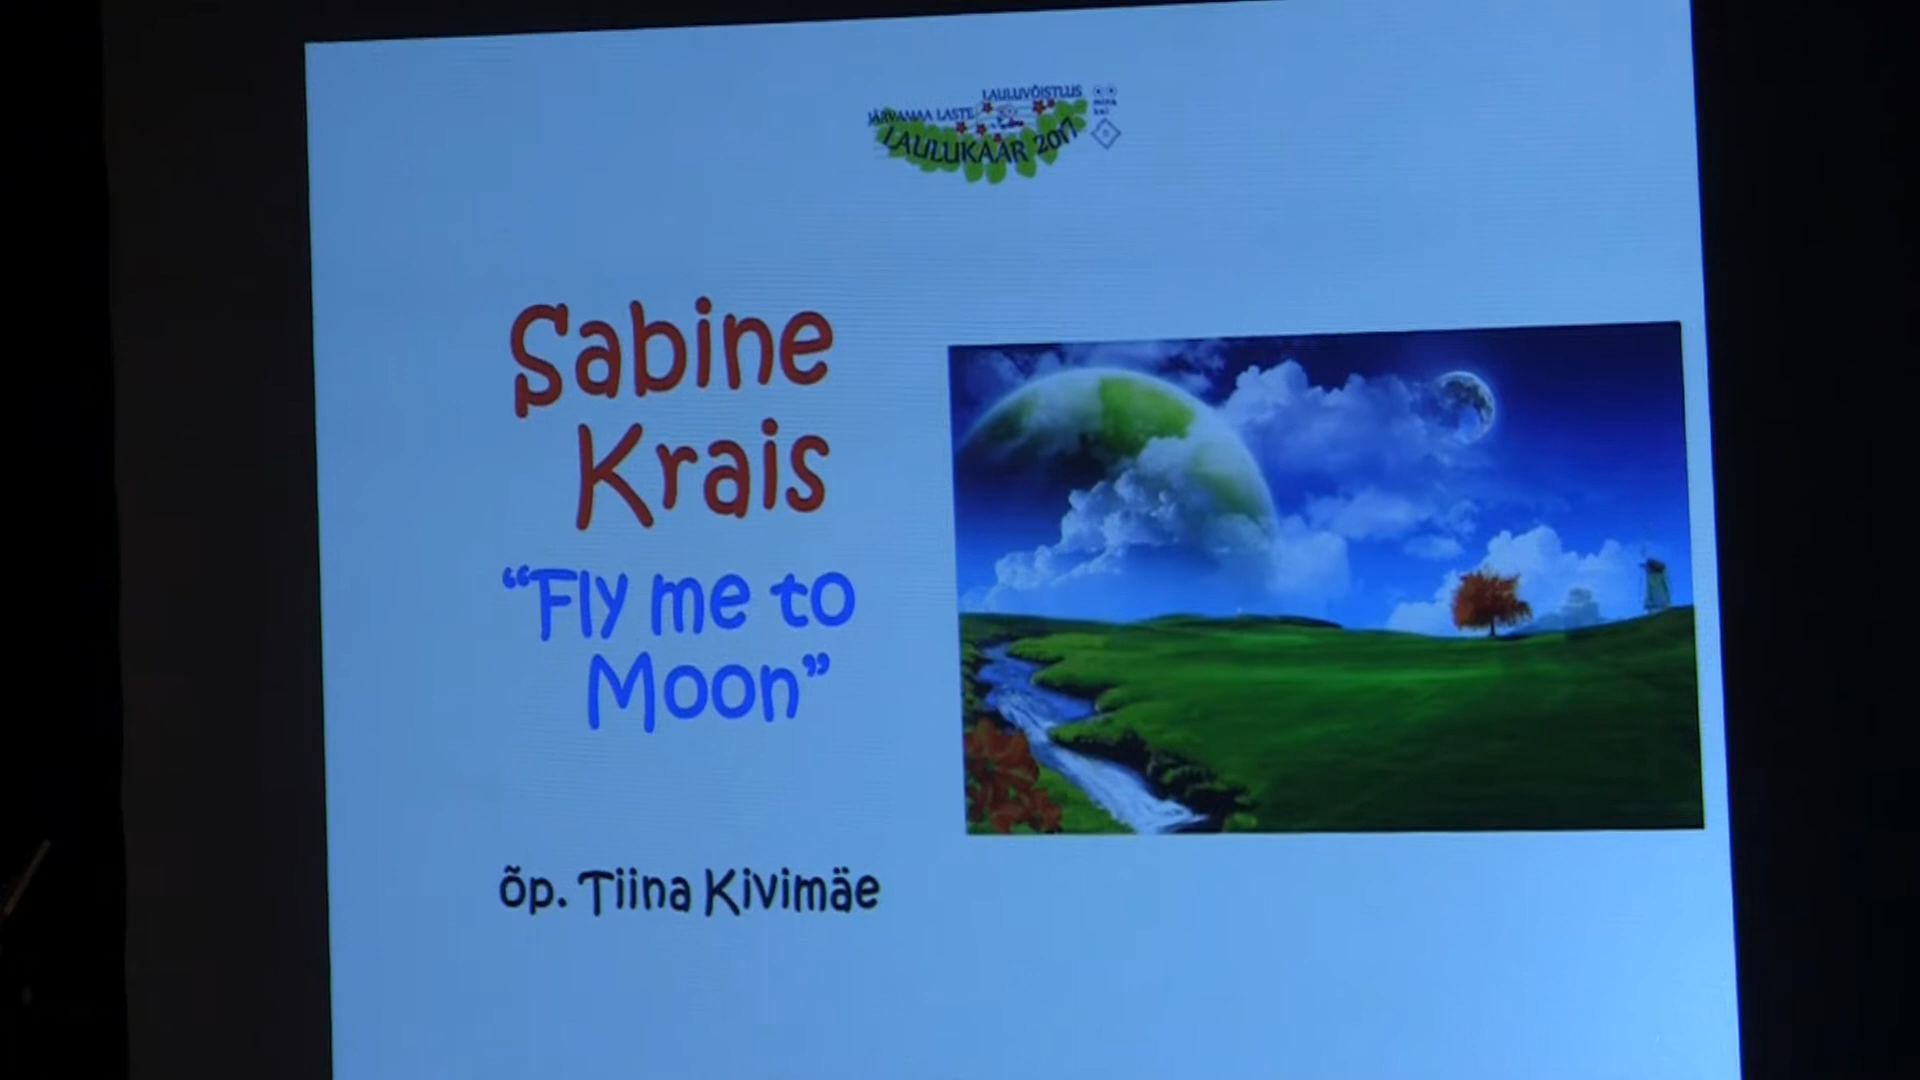 LAULUVÕISTLUS
JÄRVAMAA LASTE
LAULUKAAR 2017
Sabine
Krais
“Fly me to
Moon”
õp. Tiina Kivimäe